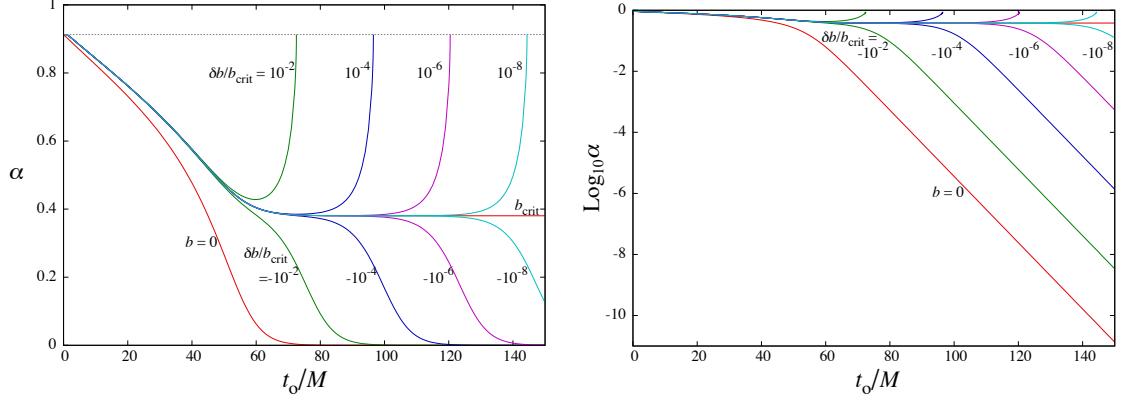 1
0.8
0.6
α
0.4
0.2
0
0 20 40 60 80 100 120 140
t_o/M
δb/b_crit = 10^-2
10^-4
10^-6
10^-8
b_crit
b = 0
δb/b_crit
=-10^-2
-10^-4
-10^-6
-10^-8
0
-2
-4
-6
-8
-10
Log_10 α
0 20 40 60 80 100 120 140
t_o/M
δb/b_crit =
-10^-2
-10^-4
-10^-6
-10^-8
b = 0